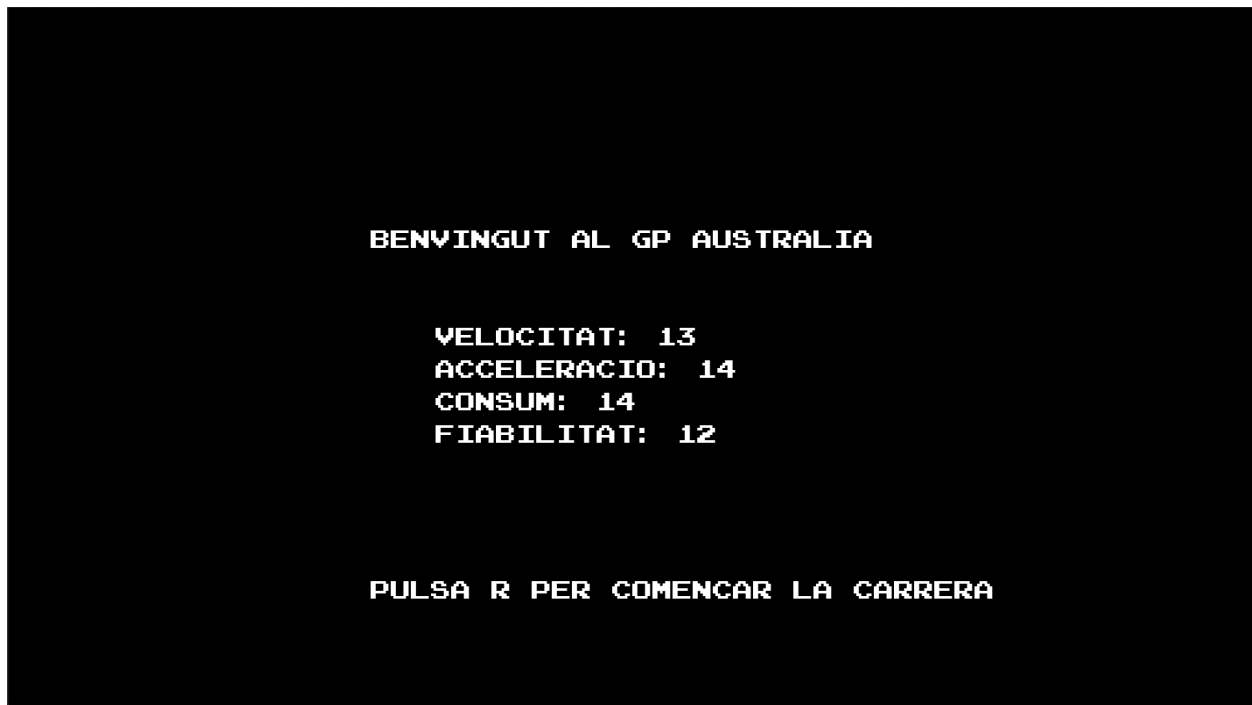 BENVINGUT AL GP AUSTRALIA
VELOCITAT: 13
ACCELERACIO: 14
CONSUM: 14
FIABILITAT: 12
PULSA R PER COMENCAR LA CARRERA